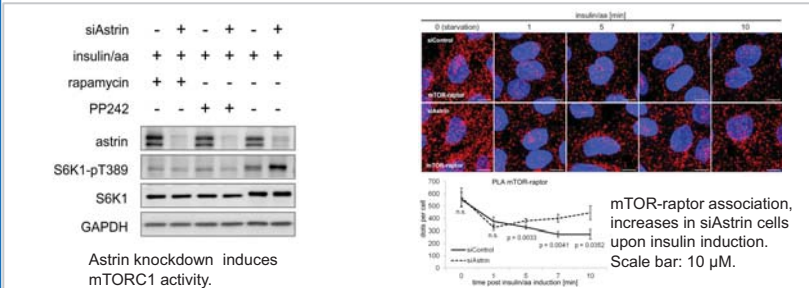 siAstrin - + - + - +
insulin/aa + + + + + +
rapamycin + + - - - -
PP242 - - + + - -
astrin
S6K1-pT389
S6K1
GAPDH
Astrin knockdown induces
mTORC1 activity.
insulin/aa [min]
0 (starvation) 1 5 7 10
siControl
mTOR-raptor
siAstrin
mTOR-raptor
PLA mTOR-raptor
dots per cell
700
600
500
400
300
200
100
0
n.s.
n.s.
p = 0.0033
p = 0.0041
p = 0.0352
siControl
siAstrin
0 1 5 7 10
time post insulin/aa induction [min]
mTOR-raptor association,
increases in siAstrin cells
upon insulin induction.
Scale bar: 10 µM.